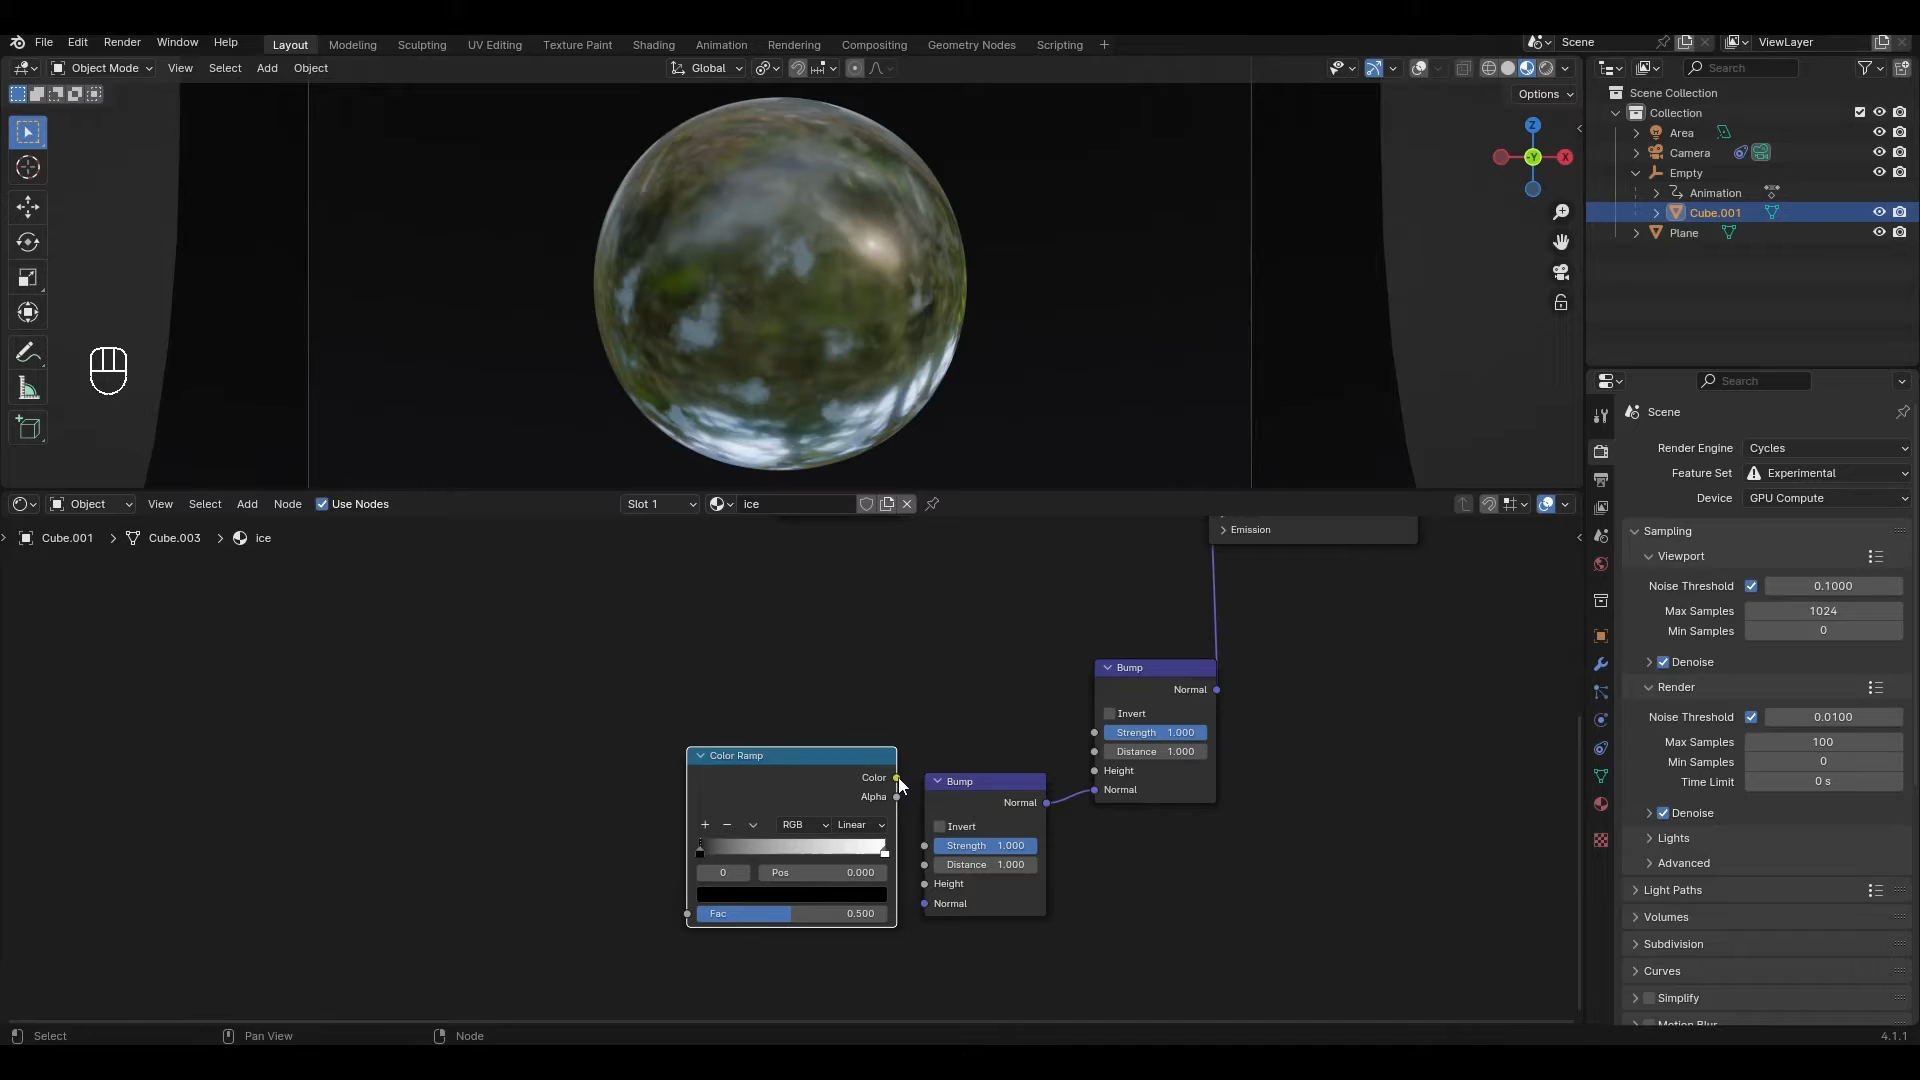 File Edit Render Window Help Layout Modeling Sculpting UV Editing Texture Paint Shading Animation Rendering Compositing Geometry Nodes Scripting + Scene ViewLayer
Object Mode View Select Add Object Global Search
Options
Scene Collection
Collection
Area
Camera
Empty
Animation
Cube.001
Plane
Z
-Y
X
Search
Scene
Render Engine Cycles
Feature Set Experimental
Device GPU Compute
Sampling
Viewport
Noise Threshold 0.1000
Max Samples 1024
Min Samples 0
Denoise
Render
Noise Threshold 0.0100
Max Samples 100
Min Samples 0
Time Limit 0 s
Denoise
Lights
Advanced
Light Paths
Volumes
Subdivision
Curves
Simplify
Motion Blur
Object View Select Add Node Use Nodes Slot 1 ice
Cube.001 > Cube.003 > ice
Emission
Bump
Normal
Invert
Strength 1.000
Distance 1.000
Height
Normal
Color Ramp
Color
Alpha
+ − RGB Linear
0 Pos 0.000
Fac 0.500
Bump
Normal
Invert
Strength 1.000
Distance 1.000
Height
Normal
Select Pan View Node 4.1.1